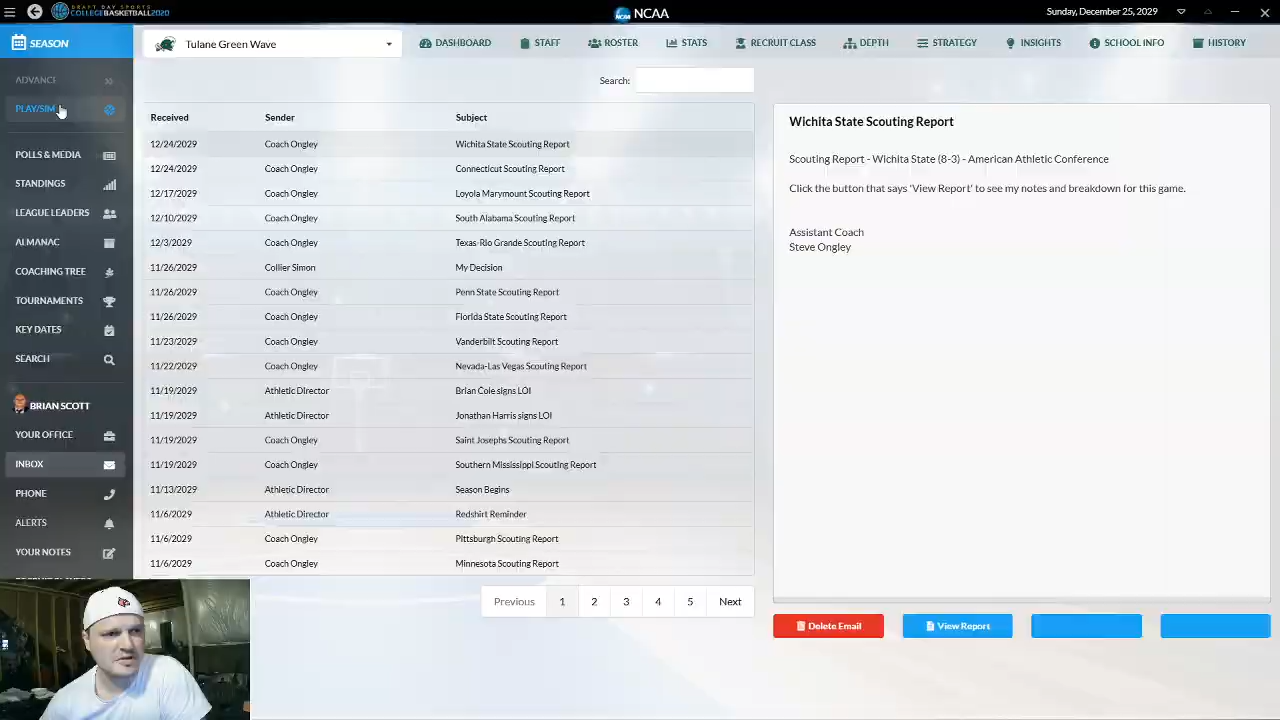 DRAFT DAY SPORTS
COLLEGE BASKETBALL 2020
NCAA
Sunday, December 25, 2029
SEASON
Tulane Green Wave
DASHBOARD
STAFF
ROSTER
STATS
RECRUIT CLASS
DEPTH
STRATEGY
INSIGHTS
SCHOOL INFO
HISTORY
ADVANCE
PLAY/SIM
POLLS & MEDIA
STANDINGS
LEAGUE LEADERS
ALMANAC
COACHING TREE
TOURNAMENTS
KEY DATES
SEARCH
BRIAN SCOTT
YOUR OFFICE
INBOX
PHONE
ALERTS
YOUR NOTES
Search:
Received Sender Subject
12/24/2029 Coach Ongley Wichita State Scouting Report
12/24/2029 Coach Ongley Connecticut Scouting Report
12/17/2029 Coach Ongley Loyola Marymount Scouting Report
12/10/2029 Coach Ongley South Alabama Scouting Report
12/3/2029 Coach Ongley Texas-Rio Grande Scouting Report
11/26/2029 Collier Simon My Decision
11/26/2029 Coach Ongley Penn State Scouting Report
11/26/2029 Coach Ongley Florida State Scouting Report
11/23/2029 Coach Ongley Vanderbilt Scouting Report
11/22/2029 Coach Ongley Nevada-Las Vegas Scouting Report
11/19/2029 Athletic Director Brian Cole signs LOI
11/19/2029 Athletic Director Jonathan Harris signs LOI
11/19/2029 Coach Ongley Saint Josephs Scouting Report
11/19/2029 Coach Ongley Southern Mississippi Scouting Report
11/13/2029 Athletic Director Season Begins
11/6/2029 Athletic Director Redshirt Reminder
11/6/2029 Coach Ongley Pittsburgh Scouting Report
11/6/2029 Coach Ongley Minnesota Scouting Report
Previous 1 2 3 4 5 Next
Wichita State Scouting Report
Scouting Report - Wichita State (8-3) - American Athletic Conference
Click the button that says 'View Report' to see my notes and breakdown for this game.
Assistant Coach
Steve Ongley
Delete Email
View Report